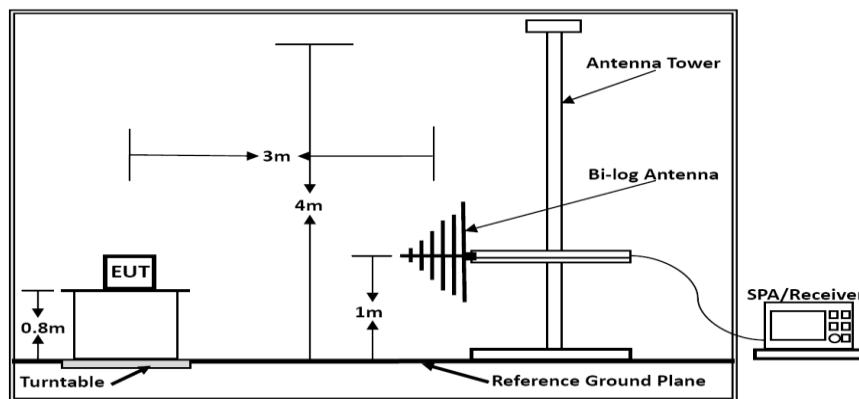 Antenna Tower
3m
Bi-log Antenna
4m
EUT
SPA/Receiver
0.8m
1m
Turntable
Reference Ground Plane